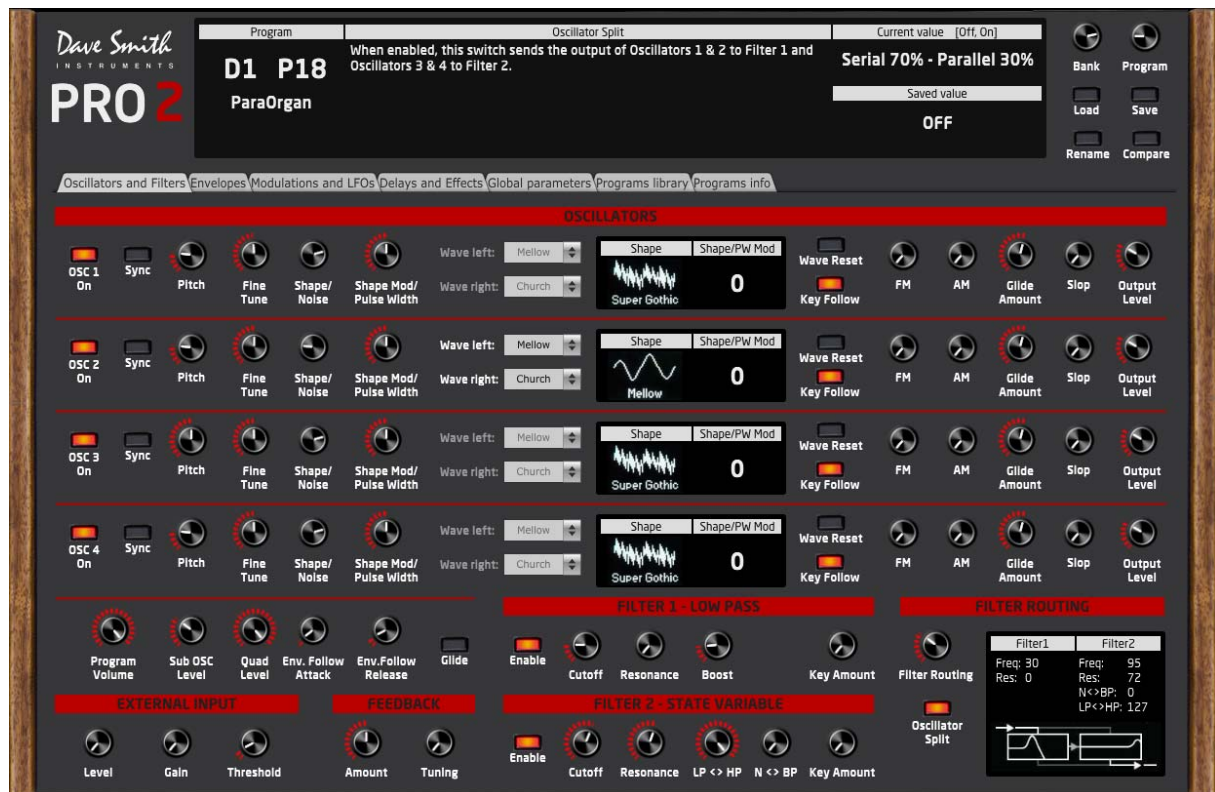 Dave Smith
INSTRUMENTS
PRO 2
Program
D1 P18
ParaOrgan
Oscillator Split
When enabled, this switch sends the output of Oscillators 1 & 2 to Filter 1 and
Oscillators 3 & 4 to Filter 2.
Current value [Off, On]
Serial 70% - Parallel 30%
Saved value
OFF
Bank Program
Load Save
Rename Compare
Oscillators and Filters Envelopes Modulations and LFOs Delays and Effects Global parameters Programs library Programs info
OSCILLATORS
OSC 1
On
Sync
Pitch
Fine
Tune
Shape/
Noise
Shape Mod/
Pulse Width
Wave left: Mellow
Wave right: Church
Shape
Super Gothic
Shape/PW Mod
0
Wave Reset
Key Follow
FM
AM
Glide
Amount
Slop
Output
Level
OSC 2
On
Sync
Pitch
Fine
Tune
Shape/
Noise
Shape Mod/
Pulse Width
Wave left: Mellow
Wave right: Church
Shape
Mellow
Shape/PW Mod
0
Wave Reset
Key Follow
FM
AM
Glide
Amount
Slop
Output
Level
OSC 3
On
Sync
Pitch
Fine
Tune
Shape/
Noise
Shape Mod/
Pulse Width
Wave left: Mellow
Wave right: Church
Shape
Super Gothic
Shape/PW Mod
0
Wave Reset
Key Follow
FM
AM
Glide
Amount
Slop
Output
Level
OSC 4
On
Sync
Pitch
Fine
Tune
Shape/
Noise
Shape Mod/
Pulse Width
Wave left: Mellow
Wave right: Church
Shape
Super Gothic
Shape/PW Mod
0
Wave Reset
Key Follow
FM
AM
Glide
Amount
Slop
Output
Level
Program
Volume
Sub OSC
Level
Quad
Level
Env. Follow
Attack
Env.Follow
Release
Glide
FILTER 1 - LOW PASS
Enable
Cutoff
Resonance
Boost
Key Amount
FILTER ROUTING
Filter Routing
Oscillator
Split
Filter1 Filter2
Freq: 30 Freq: 95
Res: 0 Res: 72
N<>BP: 0
LP<>HP: 127
EXTERNAL INPUT
Level
Gain
Threshold
FEEDBACK
Amount
Tuning
FILTER 2 - STATE VARIABLE
Enable
Cutoff
Resonance
LP <> HP
N <> BP
Key Amount